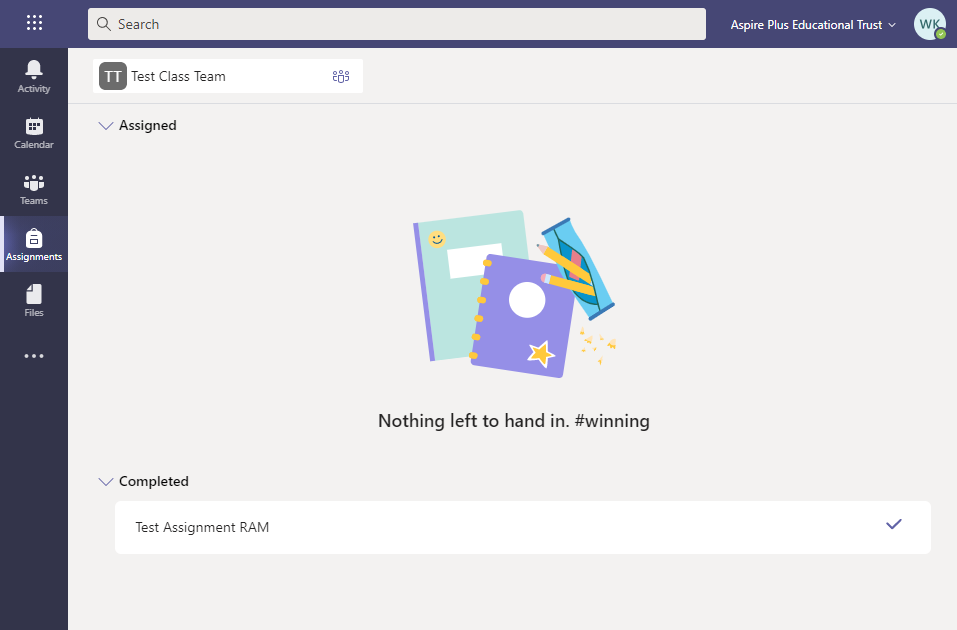 Search
Aspire Plus Educational Trust
WK
Activity
Calendar
Teams
Assignments
Files
TT Test Class Team
Assigned
Nothing left to hand in. #winning
Completed
Test Assignment RAM